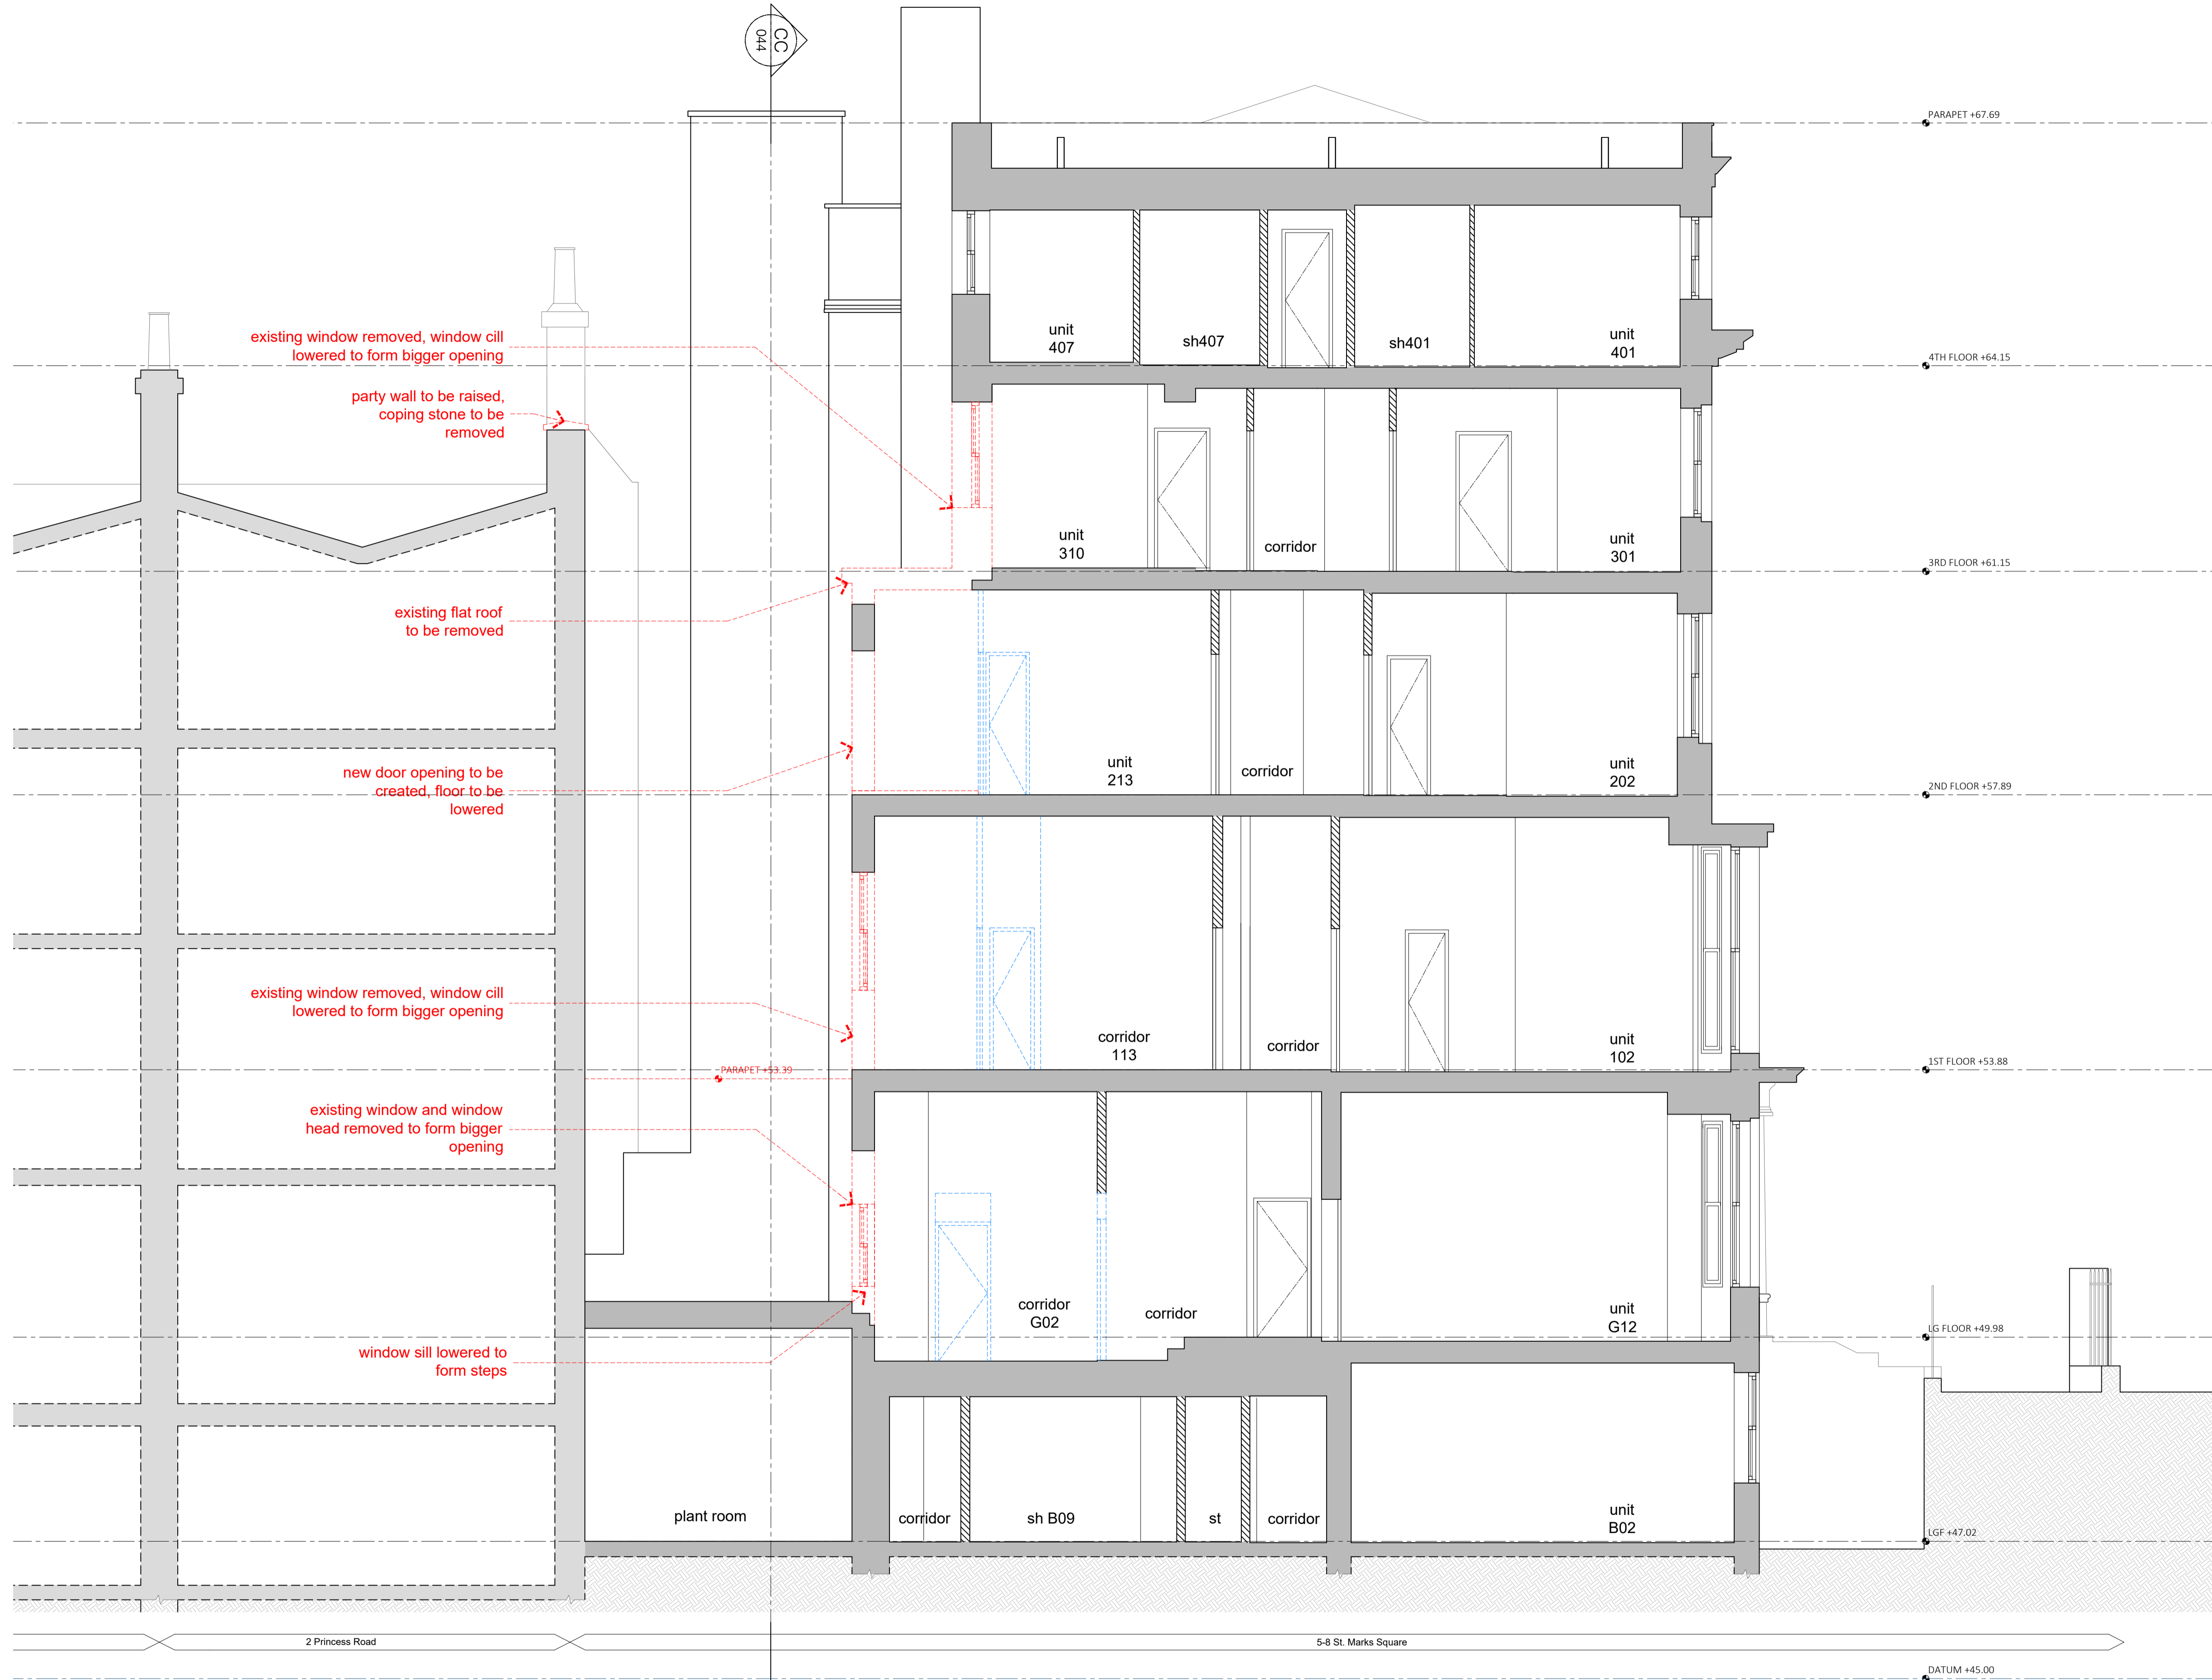 CC
044
PARAPET +67.69
existing window removed, window cill
lowered to form bigger opening
unit
407
sh407
sh401
unit
401
4TH FLOOR +64.15
party wall to be raised,
coping stone to be
removed
unit
310
corridor
unit
301
3RD FLOOR +61.15
existing flat roof
to be removed
new door opening to be
created, floor to be
lowered
unit
213
corridor
unit
202
2ND FLOOR +57.89
existing window removed, window cill
lowered to form bigger opening
corridor
113
corridor
unit
102
1ST FLOOR +53.88
PARAPET +53.39
existing window and window
head removed to form bigger
opening
corridor
G02
corridor
unit
G12
LG FLOOR +49.98
window sill lowered to
form steps
plant room
corridor
sh B09
st
corridor
unit
B02
LGF +47.02
2 Princess Road
5-8 St. Marks Square
DATUM +45.00